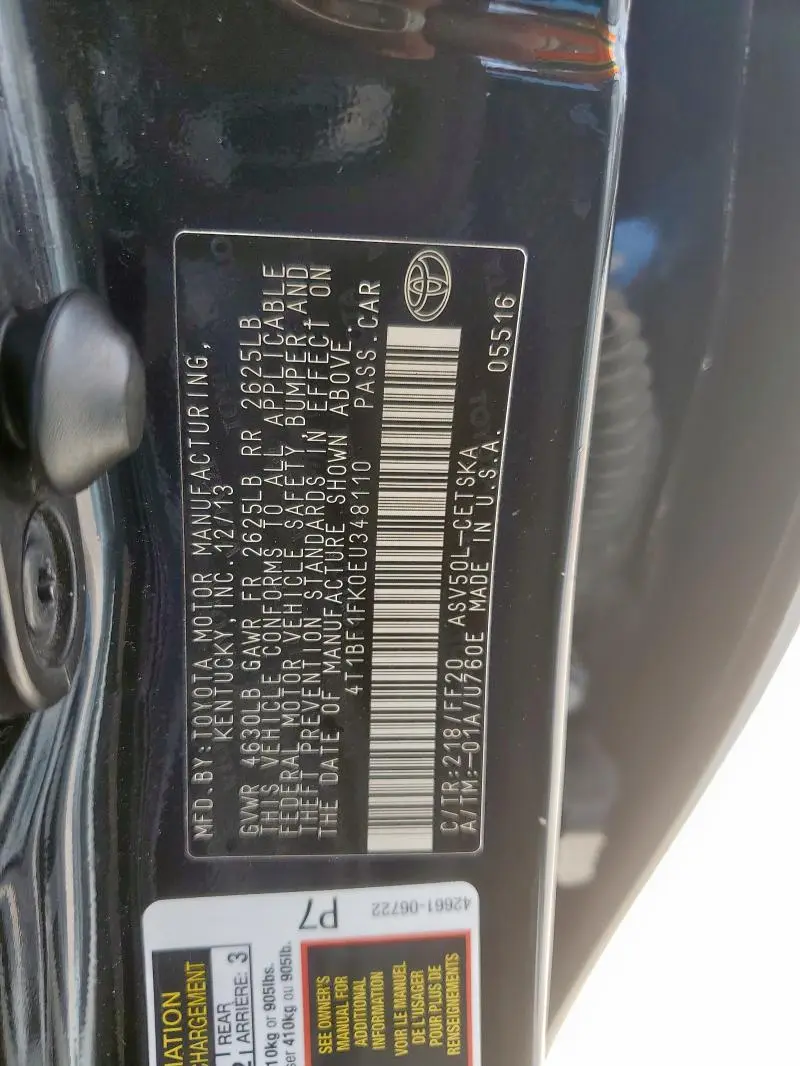 MFD.BY:TOYOTA MOTOR MANUFACTURING,
KENTUCKY,INC.12/13
GVWR 4630LB GAWR FR 2625LB RR 2625LB
THIS VEHICLE CONFORMS TO ALL APPLICABLE
FEDERAL MOTOR VEHICLE SAFETY, BUMPER,AND
THEFT PREVENTION STANDARDS IN EFFECT ON
THE DATE OF MANUFACTURE SHOWN ABOVE.
4T1BF1FK0EU348110 PASS.CAR
C/TR:218/FF20 ASV50L-CETSKA
A/TM:-01A/U760E MADE IN U.S.A. 05516
MATION
CHARGEMENT
REAR
ARRIÈRE: 3
10kg or 905lbs.
ser 410kg ou 905lb.
P7
42661-06722
SEE OWNER'S
MANUAL FOR
ADDITIONAL
INFORMATION
VOIR LE MANUEL
DE L'USAGER
POUR PLUS DE
RENSEIGNEMENTS